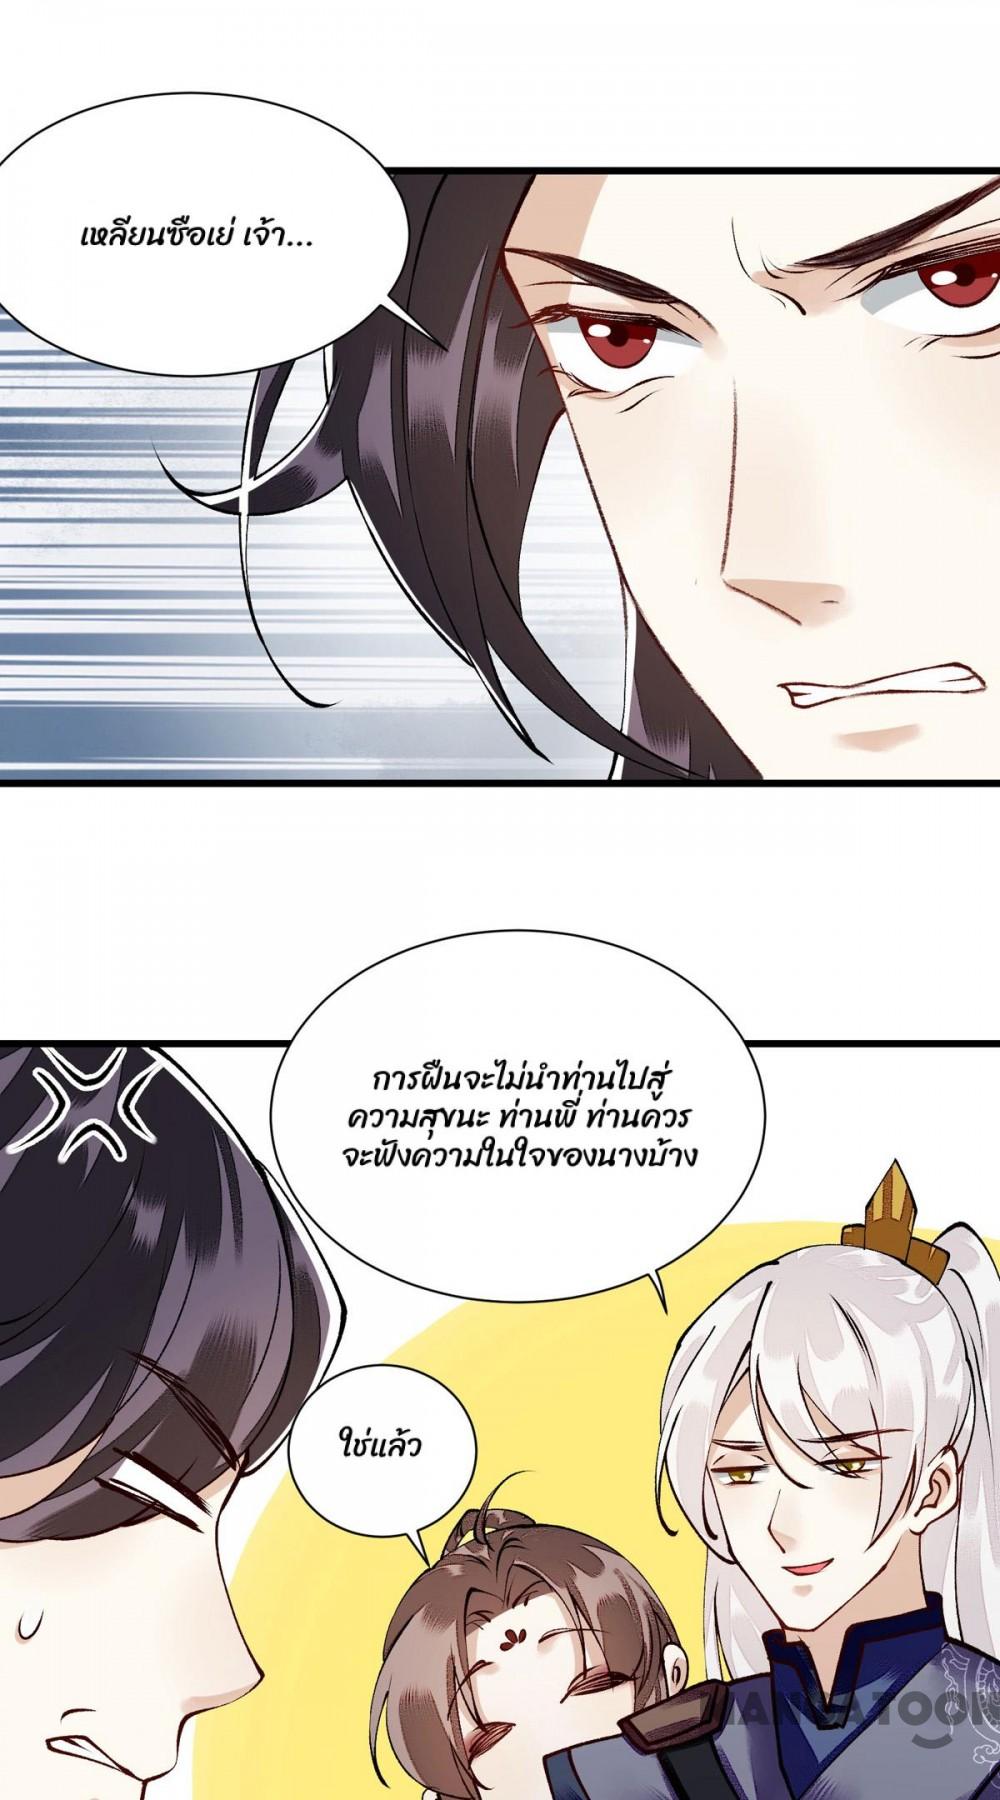 เหลียนซือเย่ เจ้า...
การฝืนจะไม่นำท่านไปสู่
ความสุขนะ ท่านพี่ ท่านควร
จะฟังความในใจของนางบ้าง
ใช่แล้ว
MANGATOON